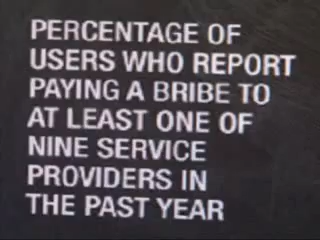 PERCENTAGE OF
USERS WHO REPORT
PAYING A BRIBE TO
AT LEAST ONE OF
NINE SERVICE
PROVIDERS IN
THE PAST YEAR